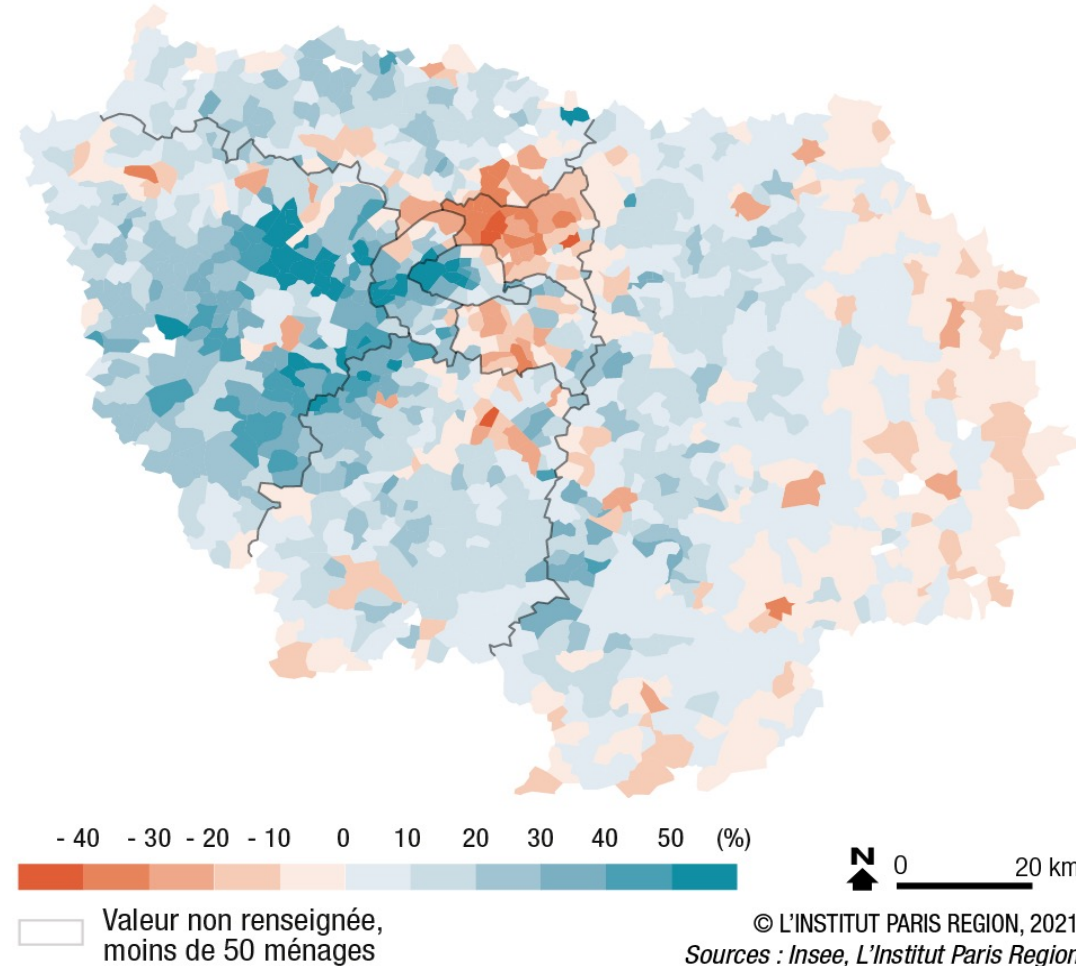 - 40 - 30 - 20 - 10 0 10 20 30 40 50 (%)
N 0 20 km
Valeur non renseignée,
moins de 50 ménages
© L'INSTITUT PARIS REGION, 2021
Sources : Insee, L'Institut Paris Region